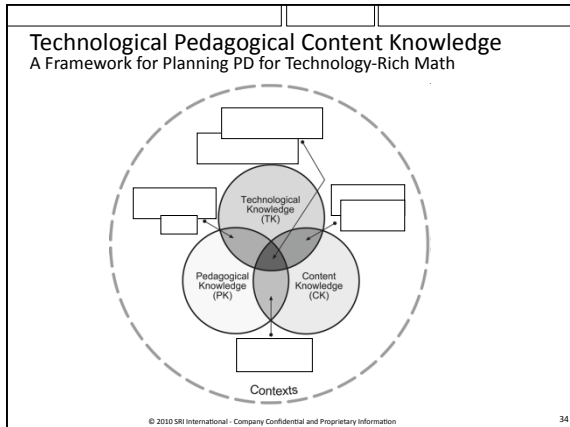 Technological Pedagogical Content Knowledge
A Framework for Planning PD for Technology-Rich Math
Technological
Knowledge
(TK)
Pedagogical
Knowledge
(PK)
Content
Knowledge
(CK)
Contexts
© 2010 SRI International - Company Confidential and Proprietary Information
34